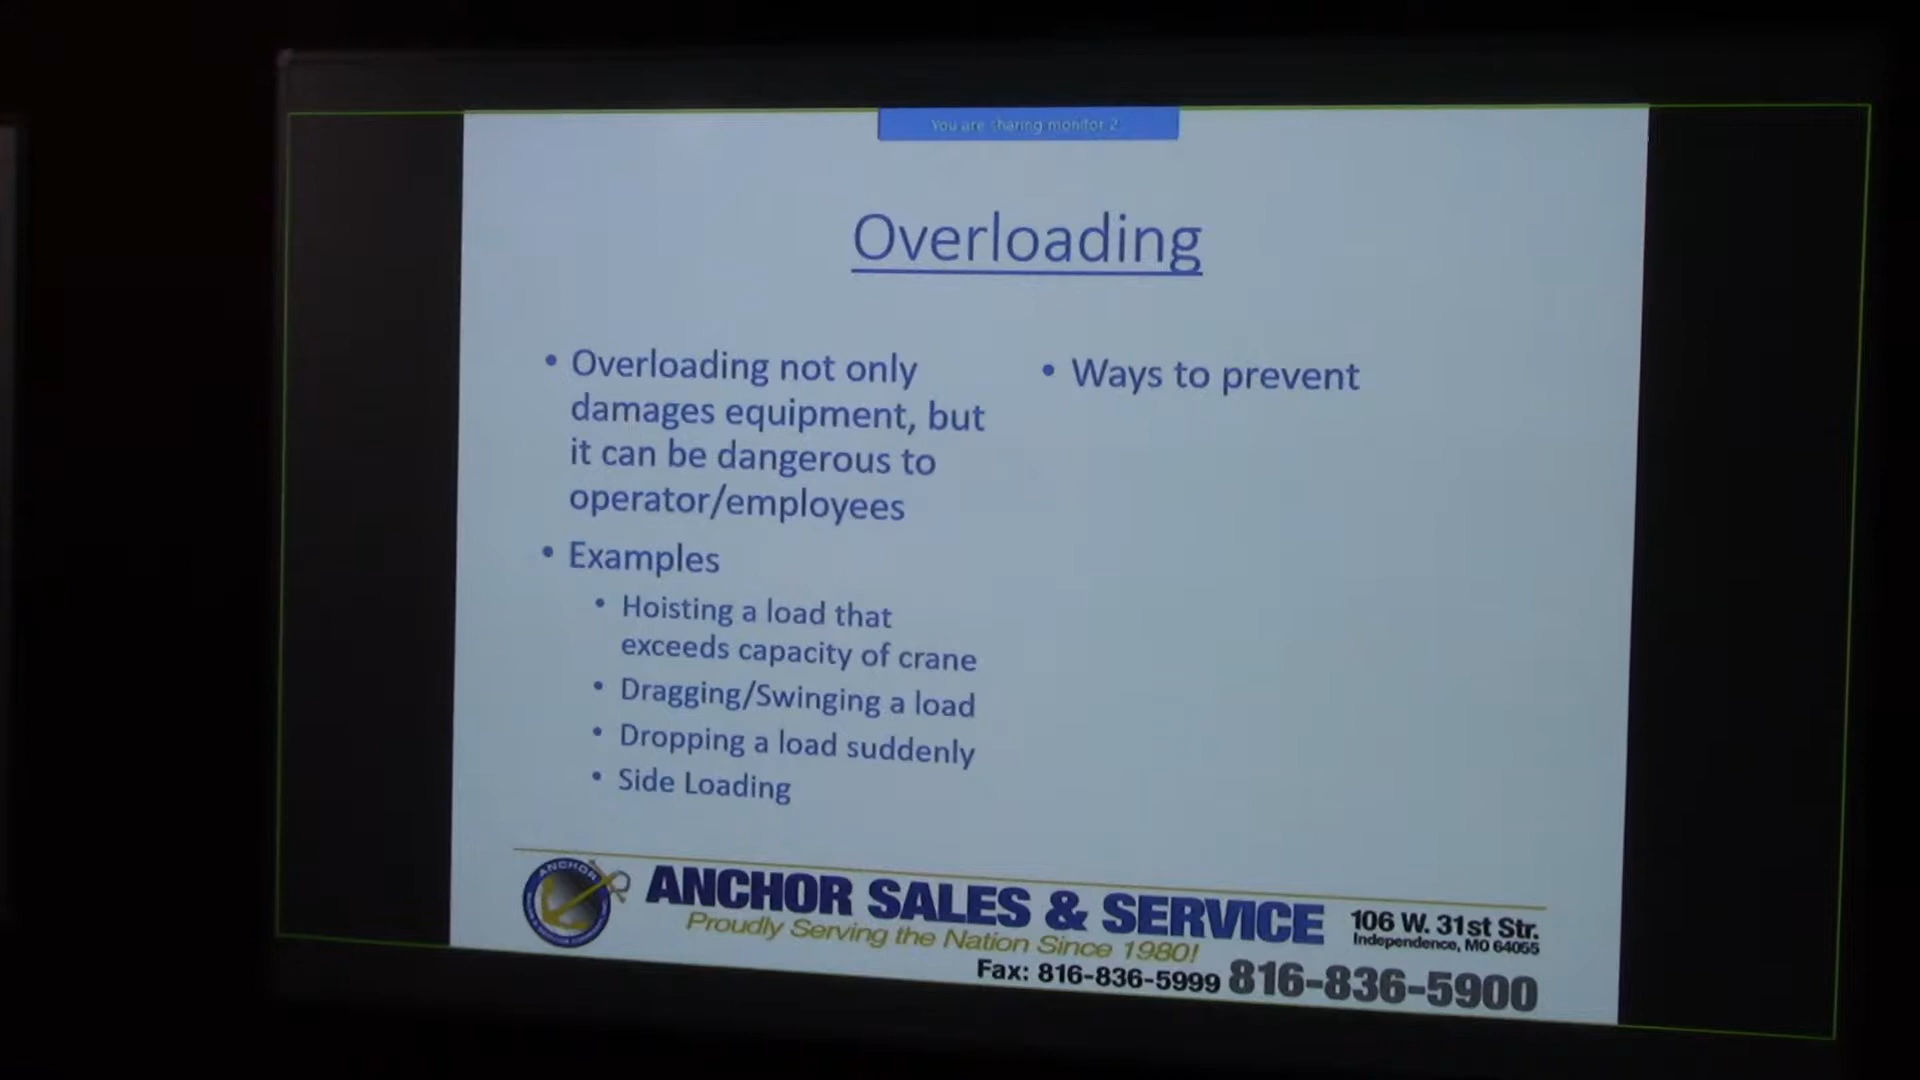 You are sharing monitor 2
Overloading
• Overloading not only
damages equipment, but
it can be dangerous to
operator/employees
• Examples
• Hoisting a load that
exceeds capacity of crane
• Dragging/Swinging a load
• Dropping a load suddenly
• Side Loading
• Ways to prevent
ANCHOR
ANCHOR SALES & SERVICE
Proudly Serving the Nation Since 1980!
106 W. 31st Str.
Independence, MO 64055
Fax: 816-836-5999 816-836-5900